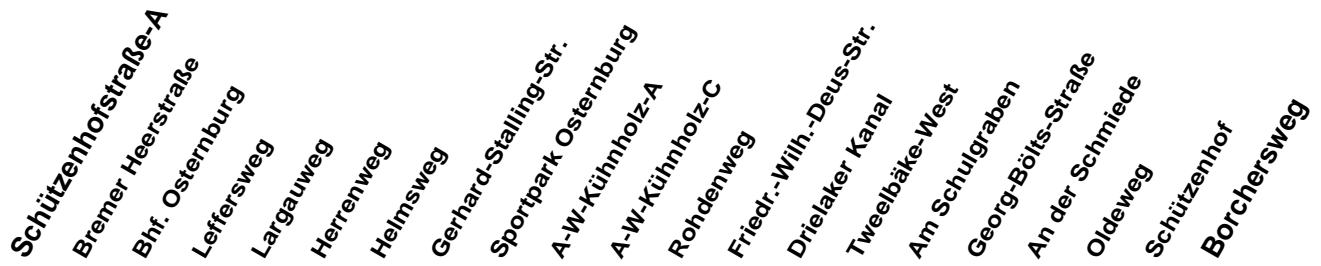 Schützenhofstraße-A
Bremer Heerstraße
Bhf. Osternburg
Leffersweg
Largauweg
Herrenweg
Helmsweg
Gerhard-Stalling-Str.
Sportpark Osternburg
A-W-Kühnholz-A
A-W-Kühnholz-C
Rohdenweg
Friedr.-Wilh.-Deus-Str.
Drielaker Kanal
Tweelbäke-West
Am Schulgraben
Georg-Bölts-Straße
An der Schmiede
Oldeweg
Schützenhof
Borchersweg